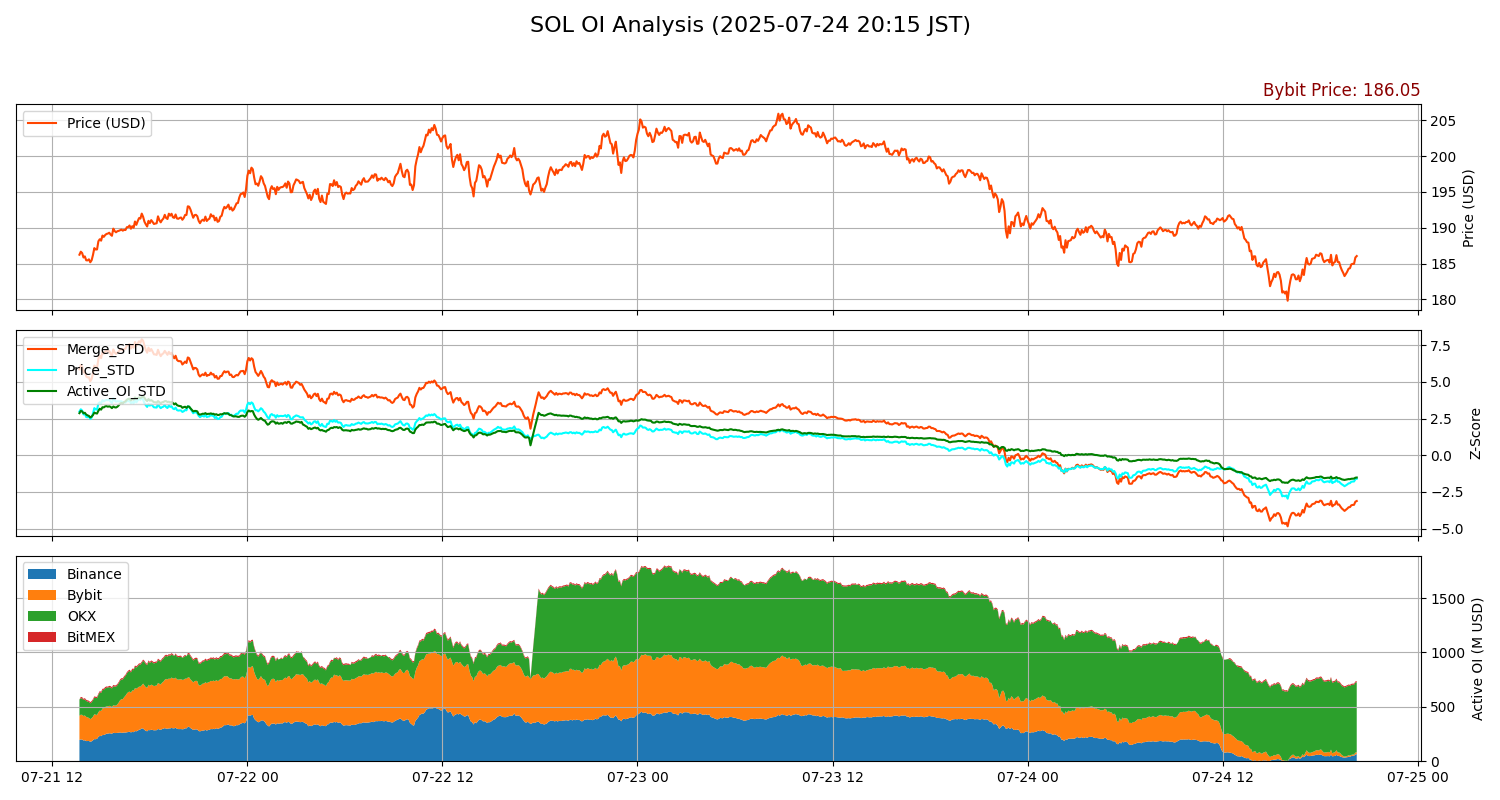 SOL OI Analysis (2025-07-24 20:15 JST)
Bybit Price: 186.05
Price (USD)
205
200
195
190
185
180
Price (USD)
Merge_STD
Price_STD
Active_OI_STD
7.5
5.0
2.5
0.0
−2.5
−5.0
Z-Score
Binance
Bybit
OKX
BitMEX
1500
1000
500
0
Active OI (M USD)
07-21 12
07-22 00
07-22 12
07-23 00
07-23 12
07-24 00
07-24 12
07-25 00